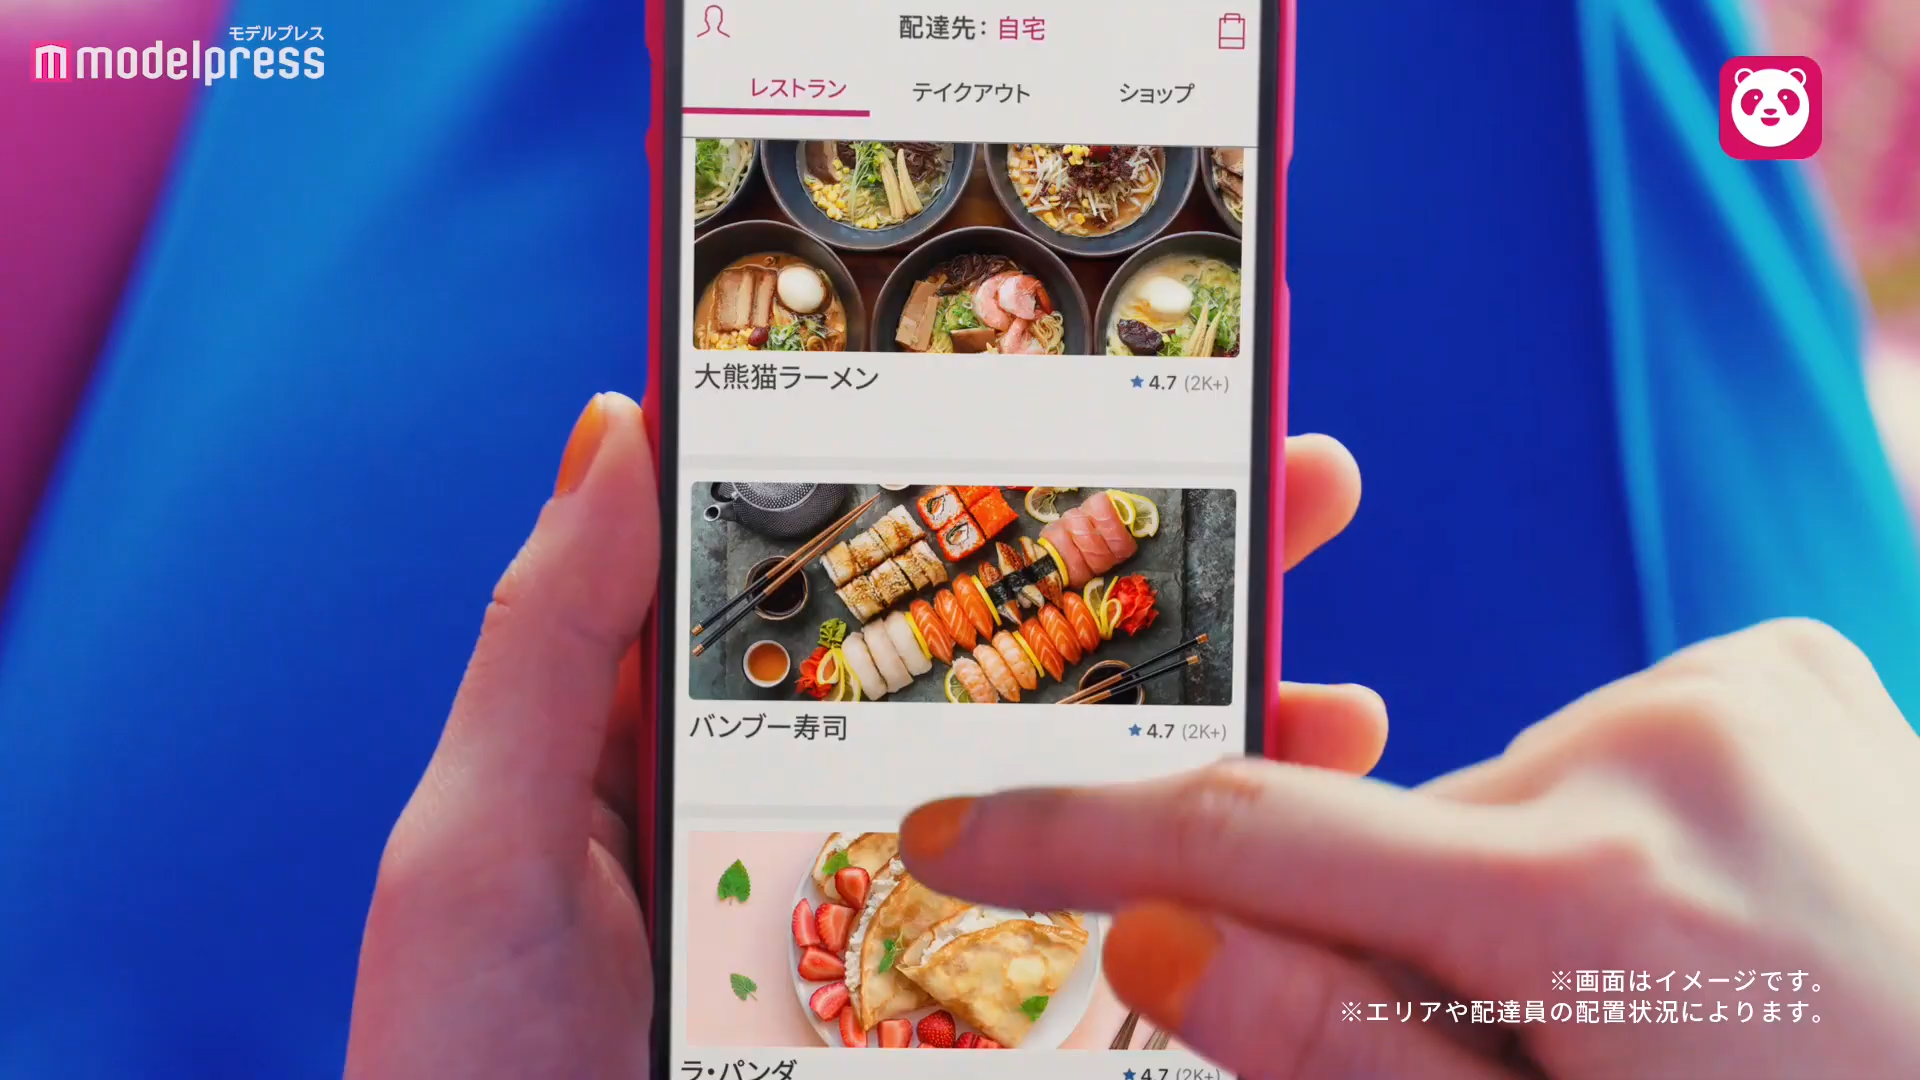 モデルプレス
modelpress
配達先: 自宅
レストラン
テイクアウト
ショップ
大熊猫ラーメン
4.7 (2K+)
バンブー寿司
4.7 (2K+)
ラ・パンダ
4.7 (2K+)
※画面はイメージです。
※エリアや配達員の配置状況によります。